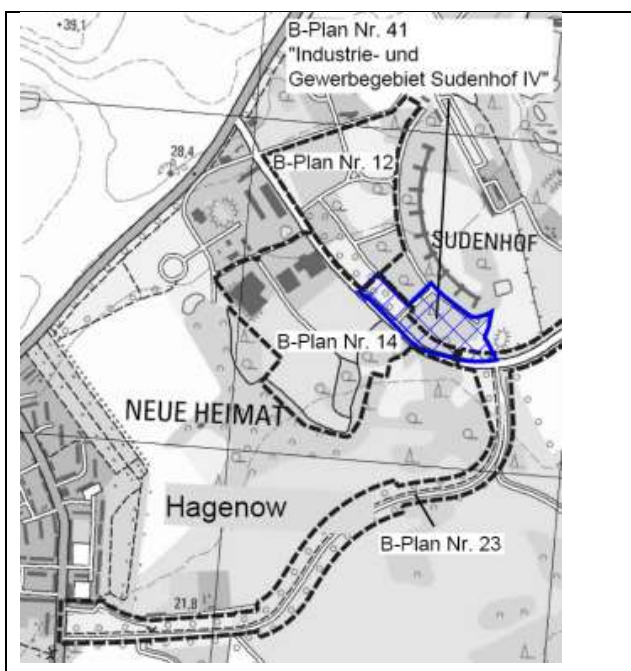 B-Plan Nr. 41
"Industrie- und
Gewerbegebiet Sudenhof IV"
39,1
28,4
B-Plan Nr. 12
SUDENHOF
B-Plan Nr. 14
NEUE HEIMAT
Hagenow
B-Plan Nr. 23
21,8